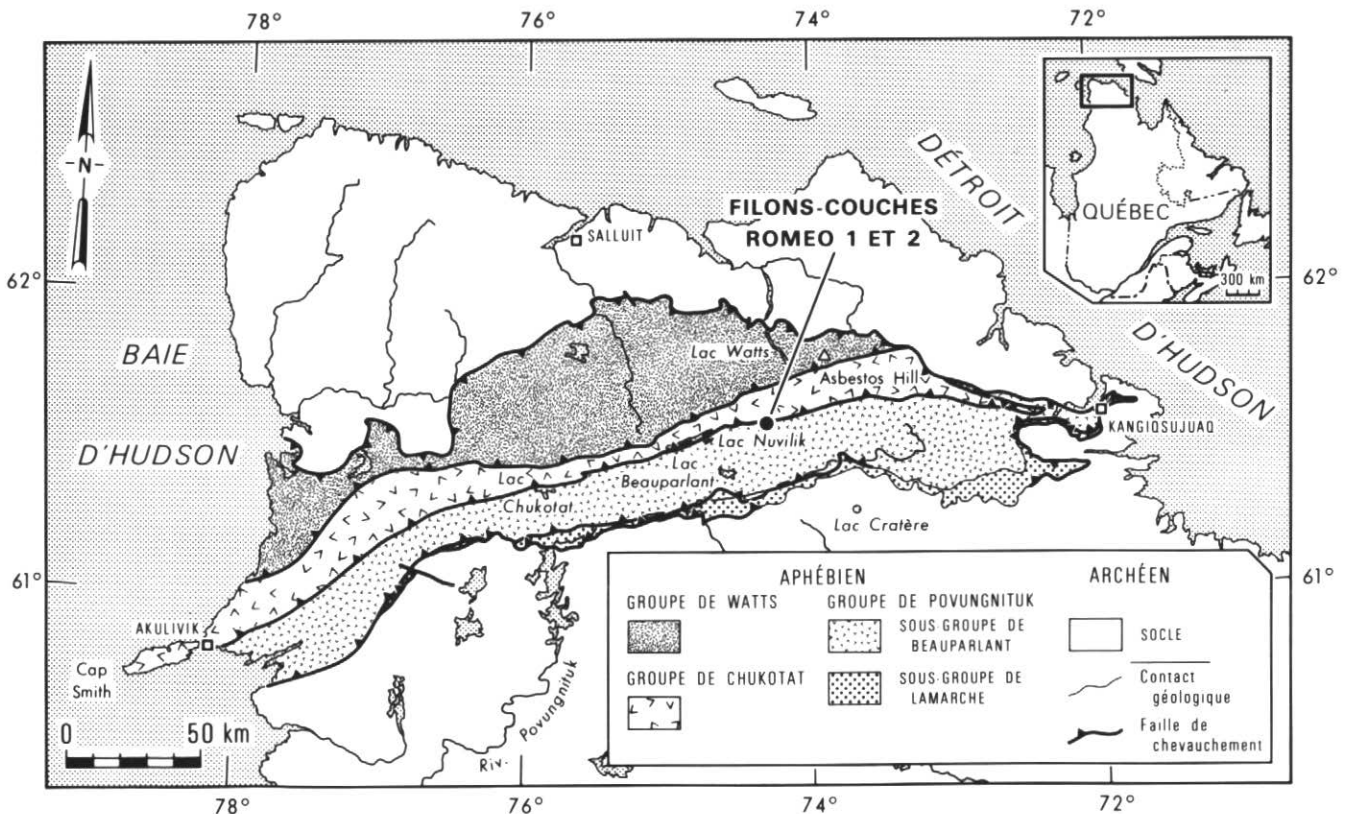 78°
76°
74°
72°
N
QUÉBEC
300 km
DÉTROIT
D'HUDSON
FILONS-COUCHES
ROMEO 1 ET 2
SALLUIT
62°
62°
BAIE
D'HUDSON
Lac Watts
Asbestos Hill
KANGIQSUJUAQ
Lac Nuvilik
Lac
Beauparlant
Lac
Chukotat
Lac Cratère
61°
61°
AKULIVIK
Cap
Smith
0 50 km
Riv. Povungnituk
APHÉBIEN
ARCHÉEN
GROUPE DE WATTS
GROUPE DE POVUNGNITUK
SOUS-GROUPE DE
BEAUPARLANT
SOCLE
GROUPE DE CHUKOTAT
SOUS-GROUPE DE
LAMARCHE
Contact
géologique
Faille de
chevauchement
78°
76°
74°
72°